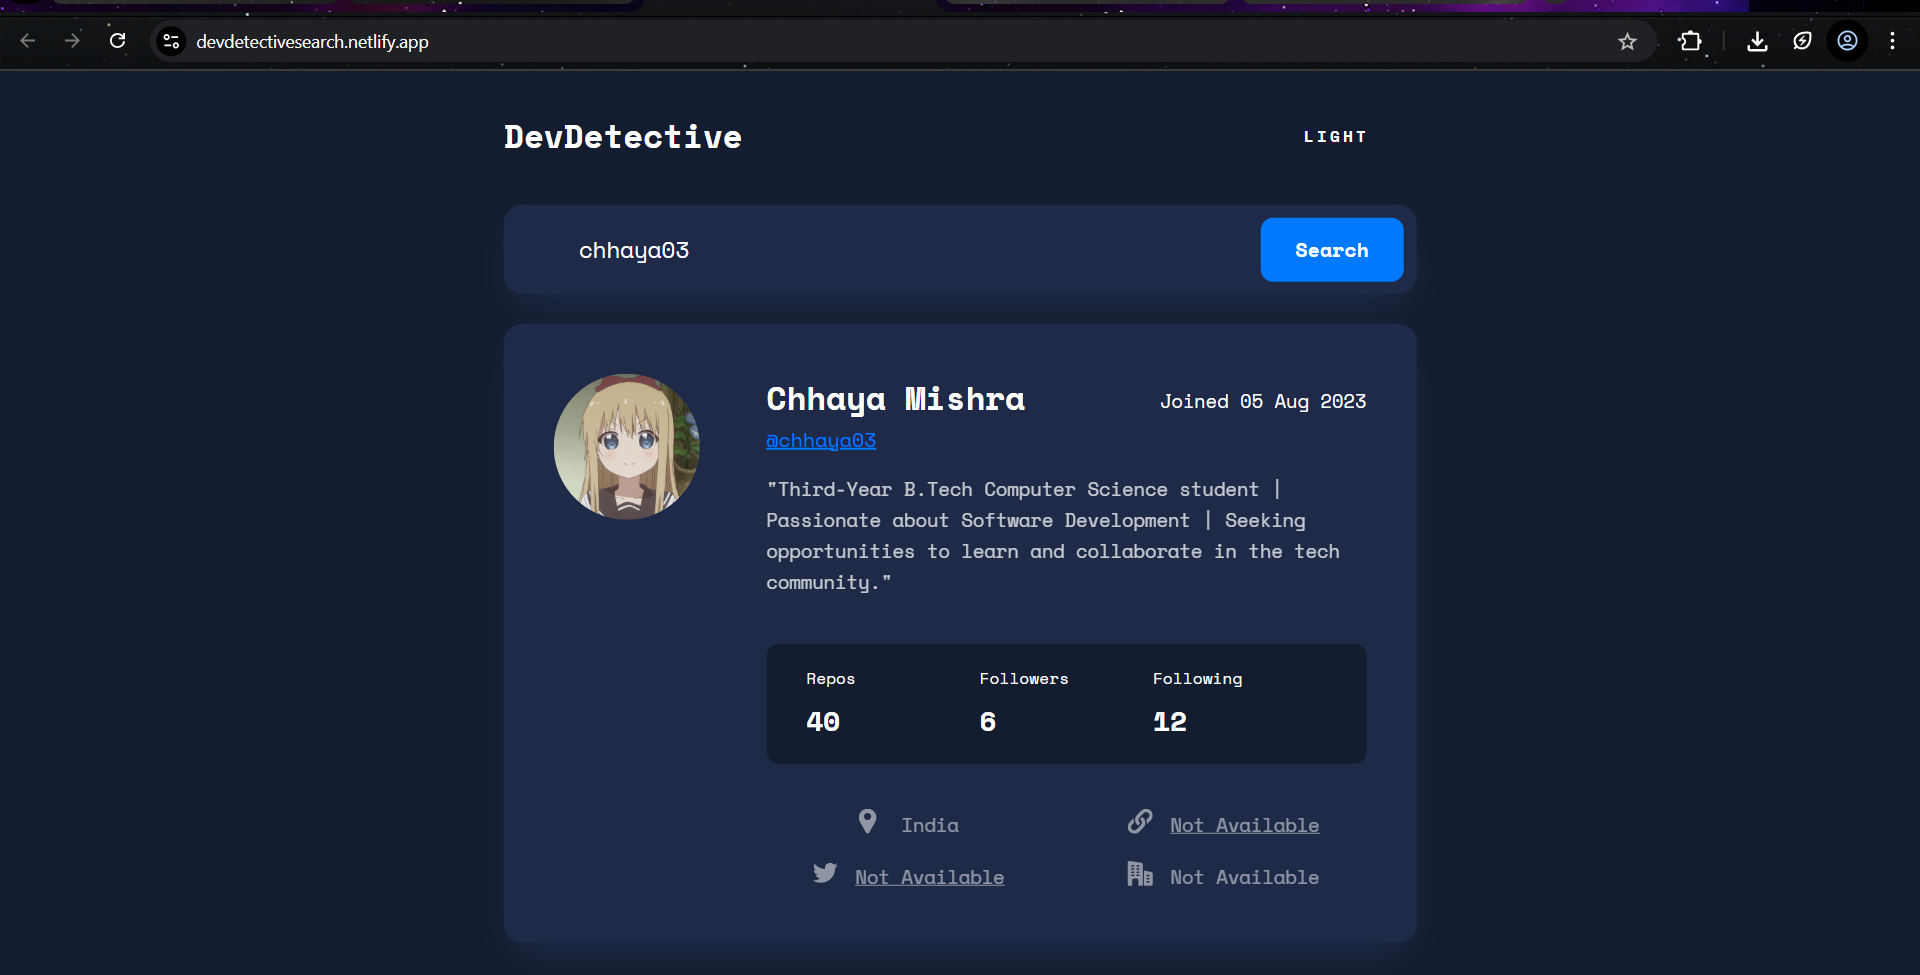 devdetectivesearch.netlify.app
DevDetective
LIGHT
chhaya03
Search
Chhaya Mishra
Joined 05 Aug 2023
@chhaya03
"Third-Year B.Tech Computer Science student |
Passionate about Software Development | Seeking
opportunities to learn and collaborate in the tech
community."
Repos
Followers
Following
40
6
12
India
Not Available
Not Available
Not Available